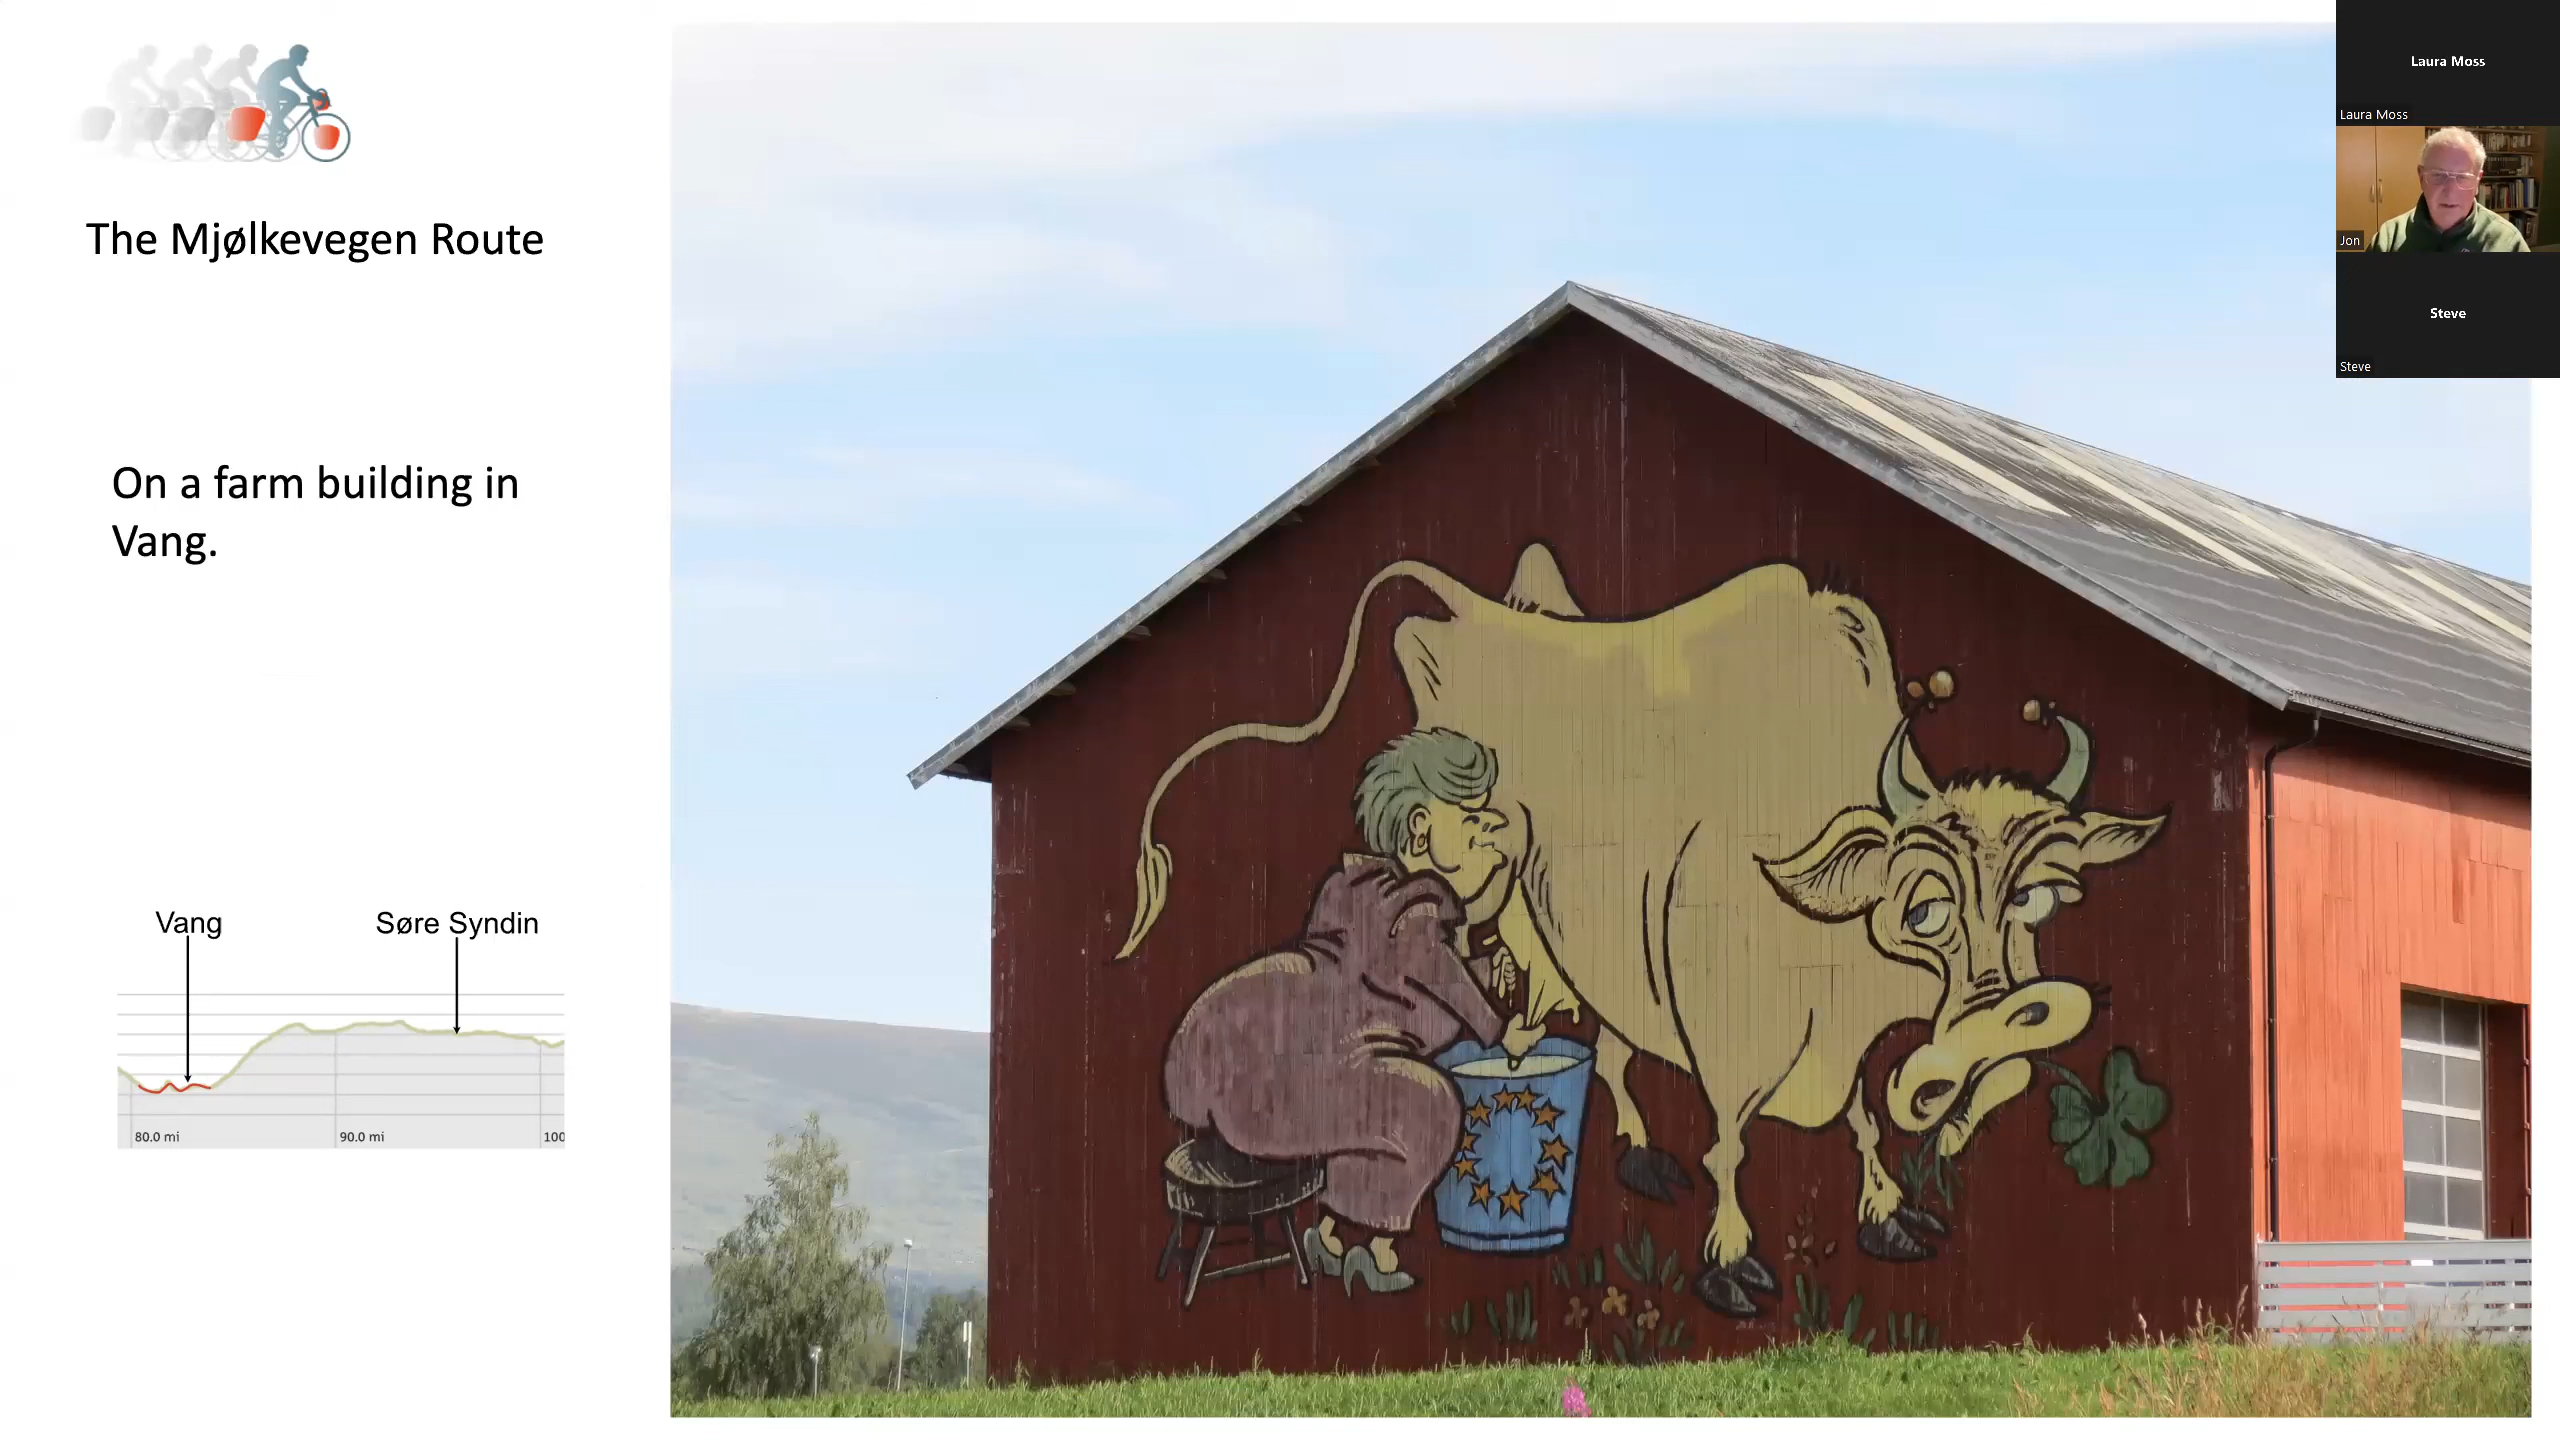 The Mjølkevegen Route
On a farm building in
Vang.
Vang
Søre Syndin
80.0 mi
90.0 mi
100
Laura Moss
Laura Moss
Jon
Steve
Steve